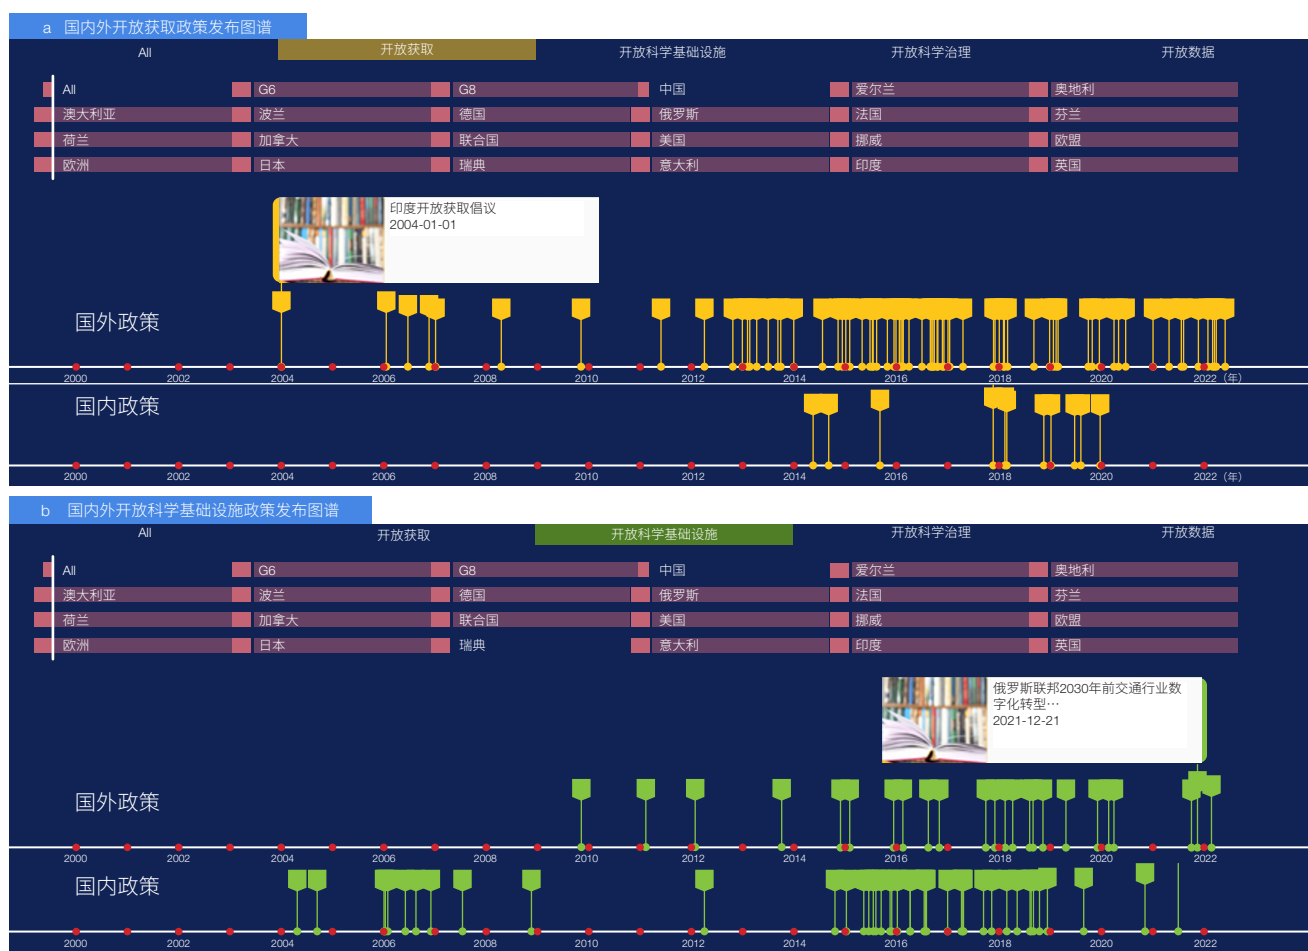 a 国内外开放获取政策发布图谱
All 开放获取 开放科学基础设施 开放科学治理 开放数据
All G6 G8 中国 爱尔兰 奥地利
澳大利亚 波兰 德国 俄罗斯 法国 芬兰
荷兰 加拿大 联合国 美国 挪威 欧盟
欧洲 日本 瑞典 意大利 印度 英国
印度开放获取倡议
2004-01-01
国外政策
2000 2002 2004 2006 2008 2010 2012 2014 2016 2018 2020 2022（年）
国内政策
2000 2002 2004 2006 2008 2010 2012 2014 2016 2018 2020 2022（年）
b 国内外开放科学基础设施政策发布图谱
All 开放获取 开放科学基础设施 开放科学治理 开放数据
All G6 G8 中国 爱尔兰 奥地利
澳大利亚 波兰 德国 俄罗斯 法国 芬兰
荷兰 加拿大 联合国 美国 挪威 欧盟
欧洲 日本 瑞典 意大利 印度 英国
俄罗斯联邦2030年前交通行业数
字化转型…
2021-12-21
国外政策
2000 2002 2004 2006 2008 2010 2012 2014 2016 2018 2020 2022
国内政策
2000 2002 2004 2006 2008 2010 2012 2014 2016 2018 2020 2022